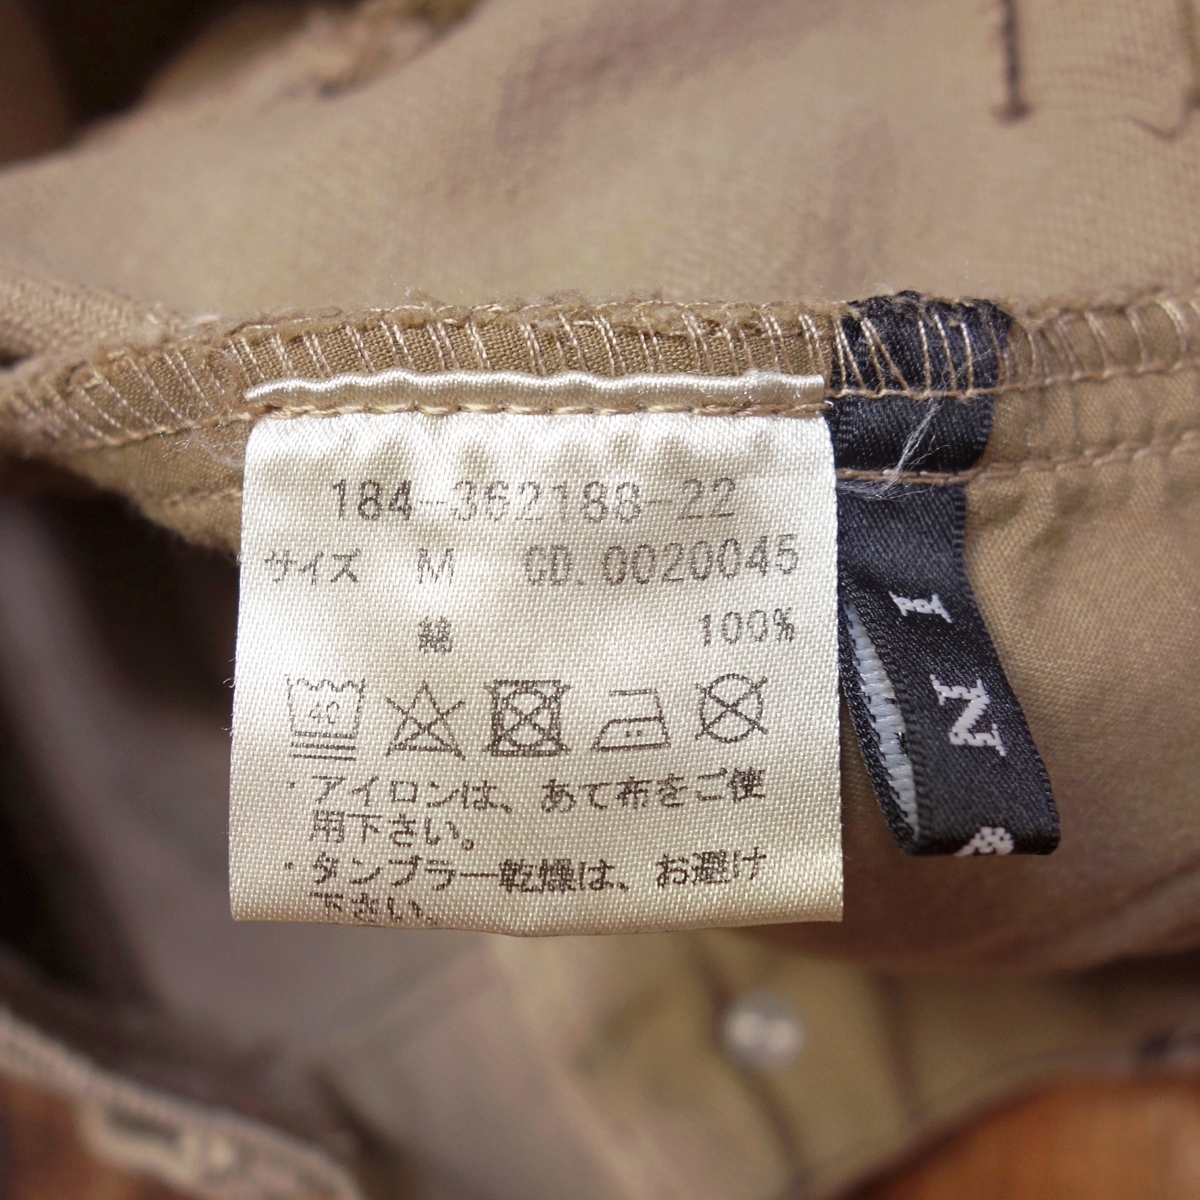 184-362188-22
サイズ M CD.0020045
綿 100%
40
・アイロンは、あて布をご使
用下さい。
・タンブラー乾燥は、お避け
下さい。
I N &